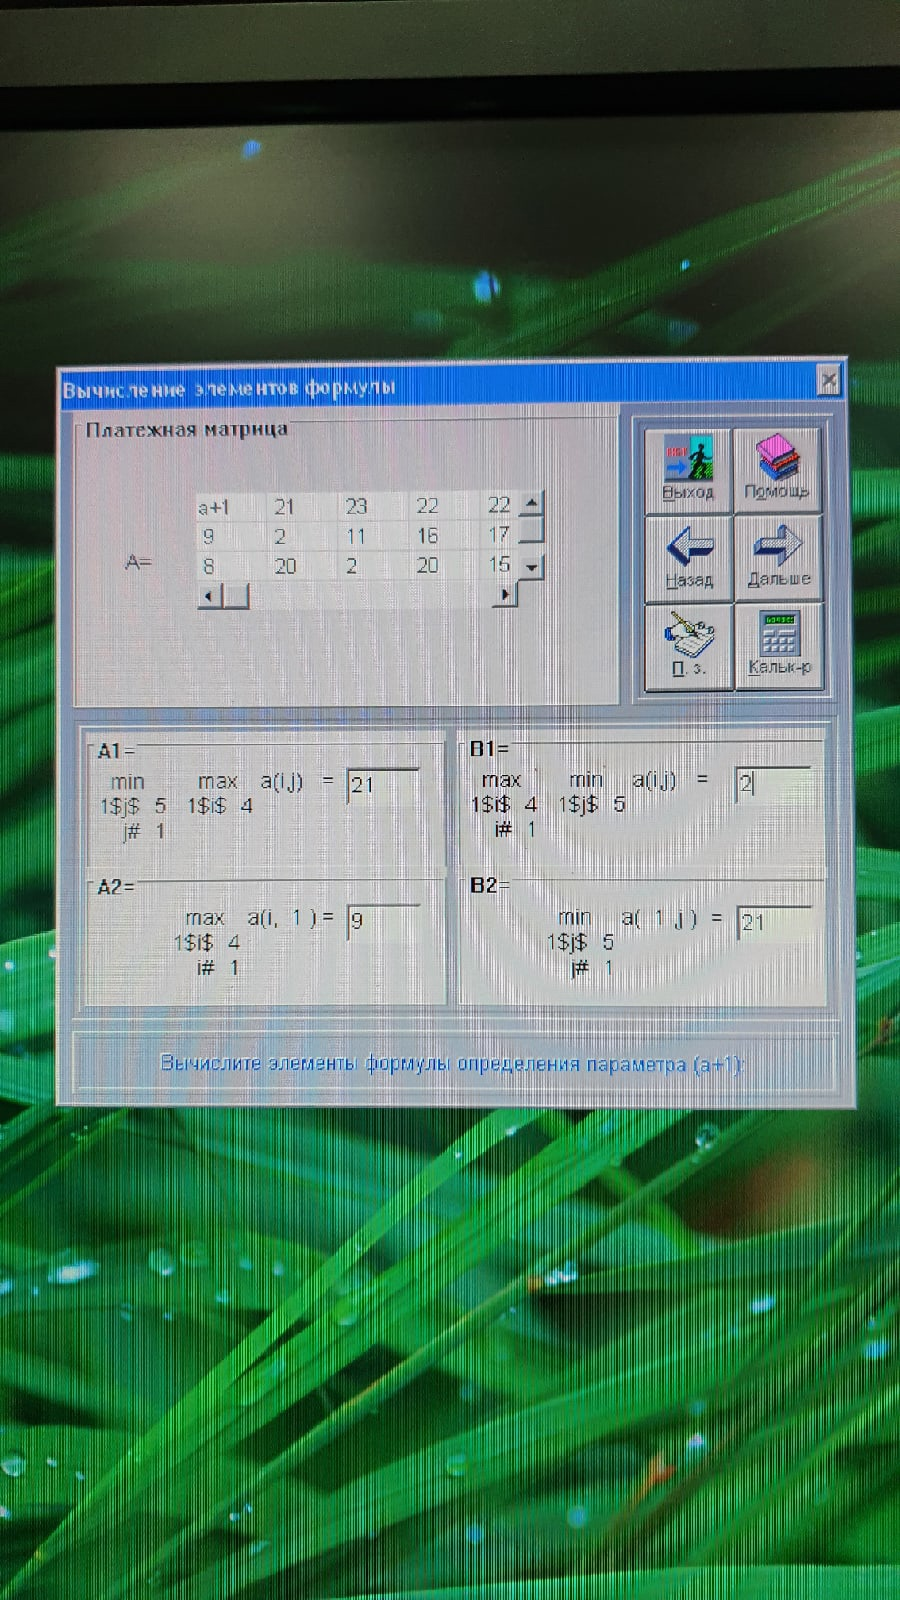 Вычисление элементов формулы
Платежная матрица
A=
a+1 21 23 22 22
9 2 11 16 17
8 20 2 20 15
Выход
Помощь
Назад
Дальше
П. з.
Кальк-р
A1=
min max a(i,j) = 21
1$j$ 5 1$i$ 4
j# 1
B1=
max min a(i,j) = 2
1$i$ 4 1$j$ 5
i# 1
A2=
max a(i, 1 ) = 9
1$i$ 4
i# 1
B2=
min a( 1 ,j ) = 21
1$j$ 5
j# 1
Вычислите элементы формулы определения параметра (a+1):